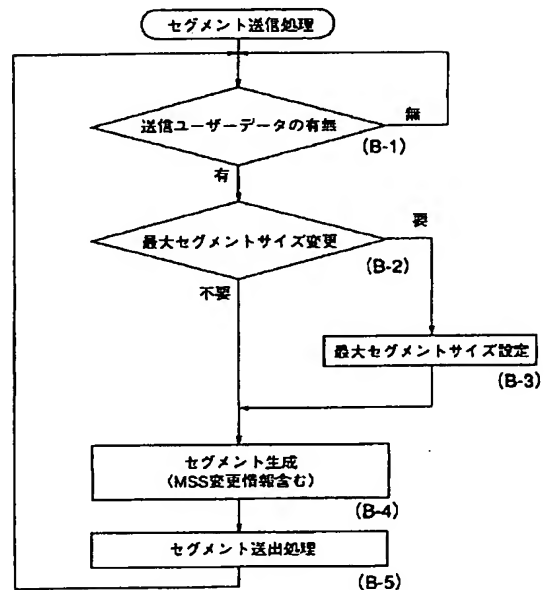 セグメント送信処理
送信ユーザーデータの有無
無
(B-1)
有
最大セグメントサイズ変更
要
(B-2)
不要
最大セグメントサイズ設定
(B-3)
セグメント生成
(MSS変更情報含む)
(B-4)
セグメント送出処理
(B-5)